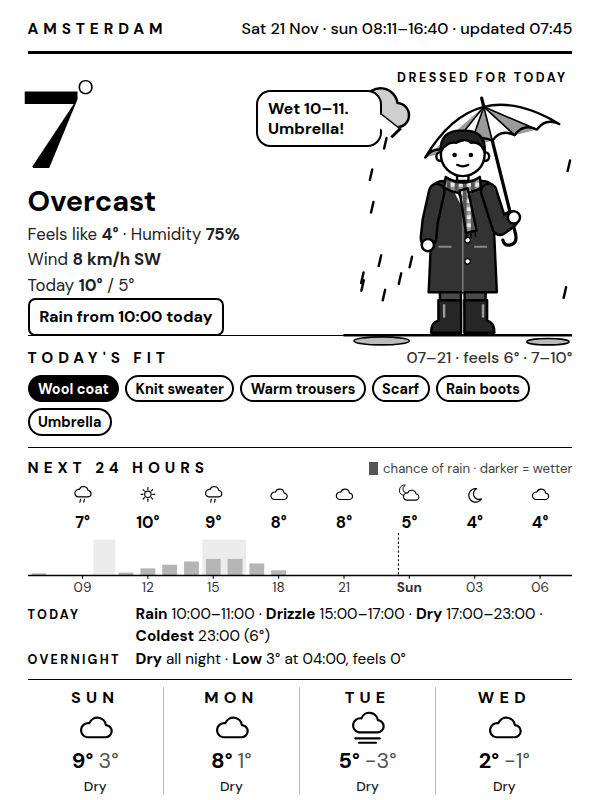 AMSTERDAM
Sat 21 Nov · sun 08:11–16:40 · updated 07:45
DRESSED FOR TODAY
7°
Wet 10–11.
Umbrella!
Overcast
Feels like 4° · Humidity 75%
Wind 8 km/h SW
Today 10° / 5°
Rain from 10:00 today
TODAY'S FIT
07–21 · feels 6° · 7–10°
Wool coat Knit sweater Warm trousers Scarf Rain boots
Umbrella
NEXT 24 HOURS
chance of rain · darker = wetter
7° 10° 9° 8° 8° 5° 4° 4°
09 12 15 18 21 Sun 03 06
TODAY Rain 10:00–11:00 · Drizzle 15:00–17:00 · Dry 17:00–23:00 ·
Coldest 23:00 (6°)
OVERNIGHT Dry all night · Low 3° at 04:00, feels 0°
SUN MON TUE WED
9° 3° 8° 1° 5° −3° 2° −1°
Dry Dry Dry Dry